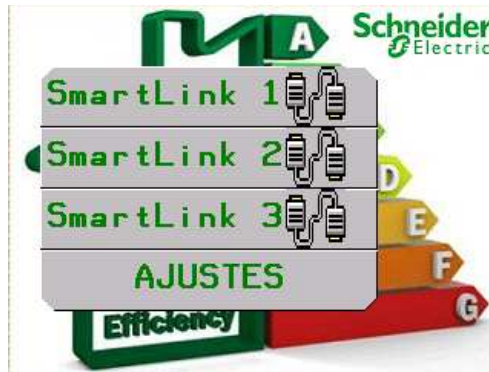 A
Schneider
Electric
SmartLink 1
SmartLink 2
SmartLink 3
D
E
AJUSTES
F
G
Efficiency